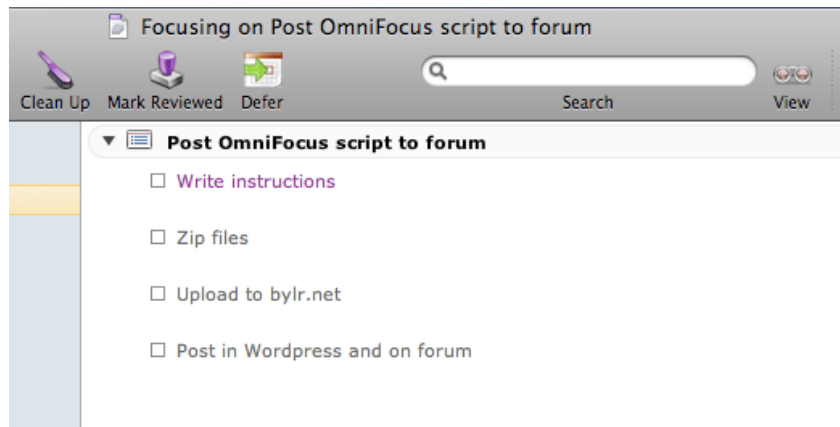 Focusing on Post OmniFocus script to forum
Clean Up Mark Reviewed Defer Search View
Post OmniFocus script to forum
Write instructions
Zip files
Upload to bylr.net
Post in Wordpress and on forum